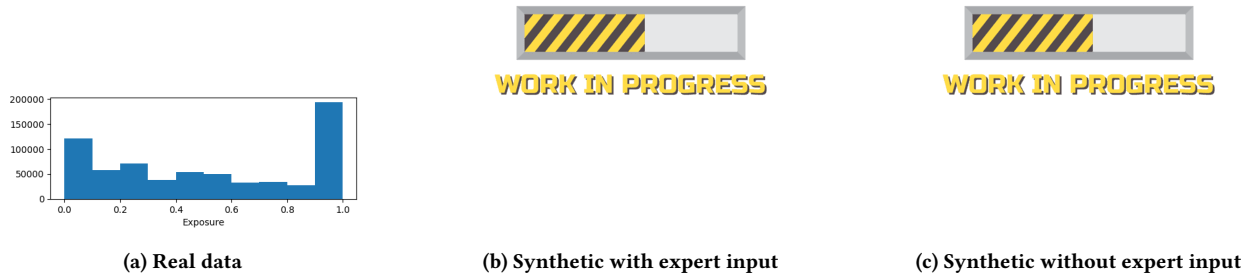 WORK IN PROGRESS
WORK IN PROGRESS
200000
150000
100000
50000
0
0.0 0.2 0.4 0.6 0.8 1.0
Exposure
(a) Real data
(b) Synthetic with expert input
(c) Synthetic without expert input